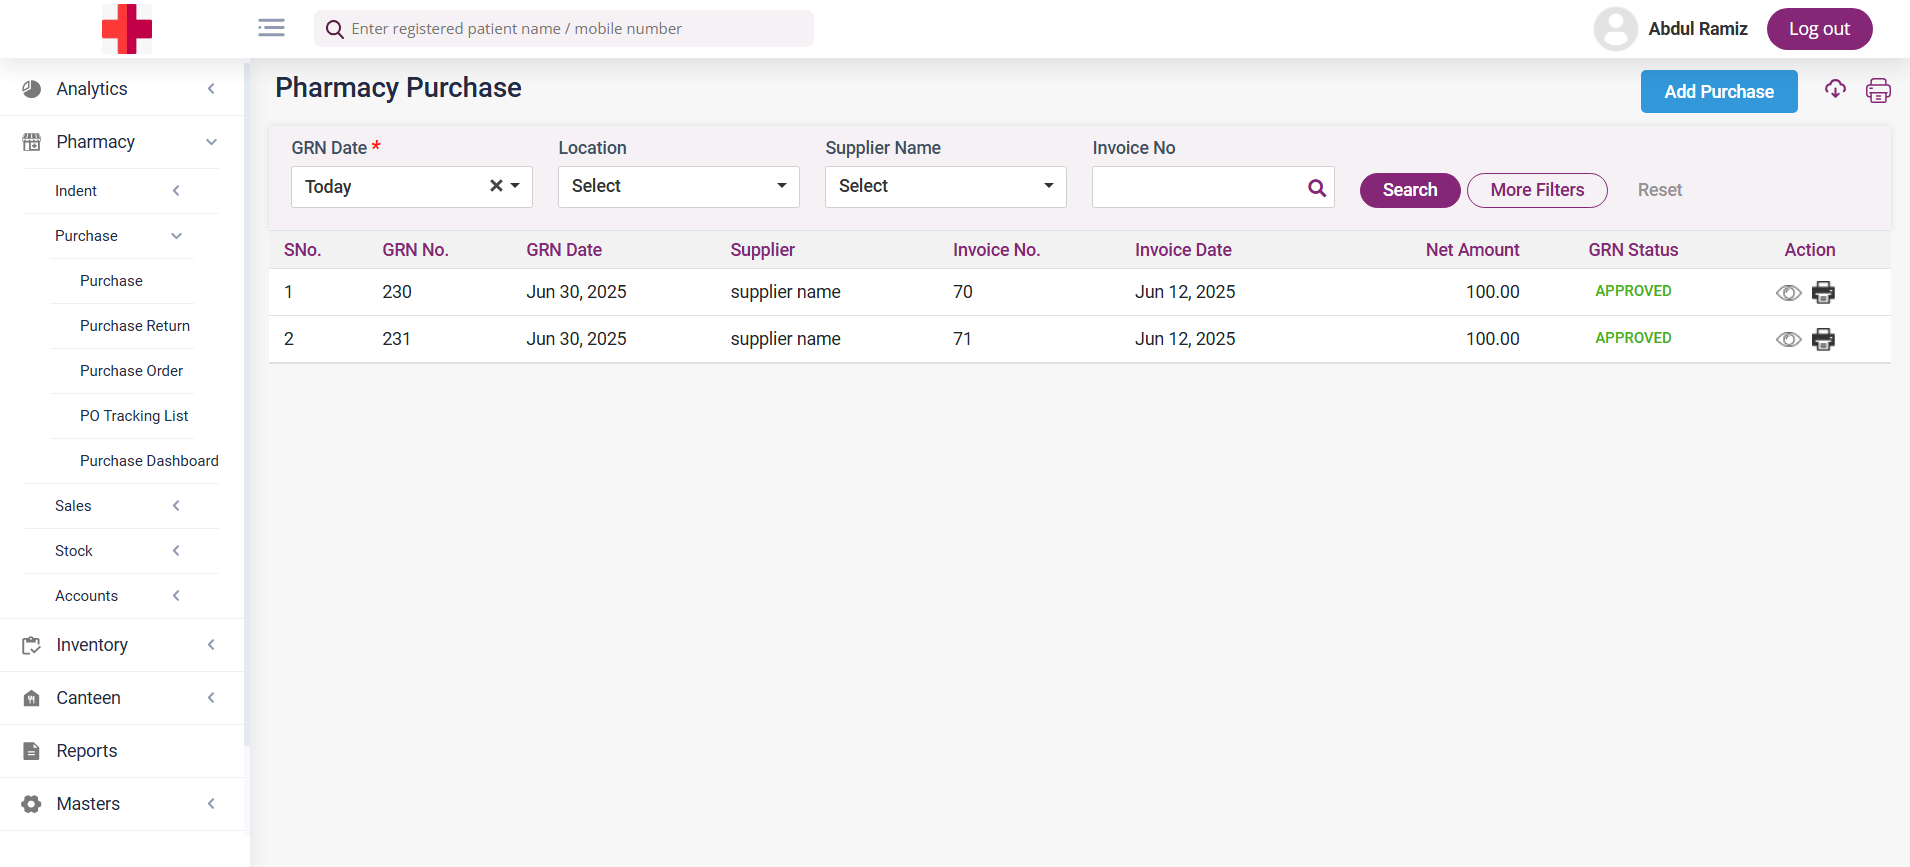 Enter registered patient name / mobile number
Abdul Ramiz
Log out
Analytics
Pharmacy
Indent
Purchase
Purchase
Purchase Return
Purchase Order
PO Tracking List
Purchase Dashboard
Sales
Stock
Accounts
Inventory
Canteen
Reports
Masters
Pharmacy Purchase
Add Purchase
GRN Date * Location Supplier Name Invoice No
Today Select Select Search More Filters Reset
SNo. GRN No. GRN Date Supplier Invoice No. Invoice Date Net Amount GRN Status Action
1 230 Jun 30, 2025 supplier name 70 Jun 12, 2025 100.00 APPROVED
2 231 Jun 30, 2025 supplier name 71 Jun 12, 2025 100.00 APPROVED